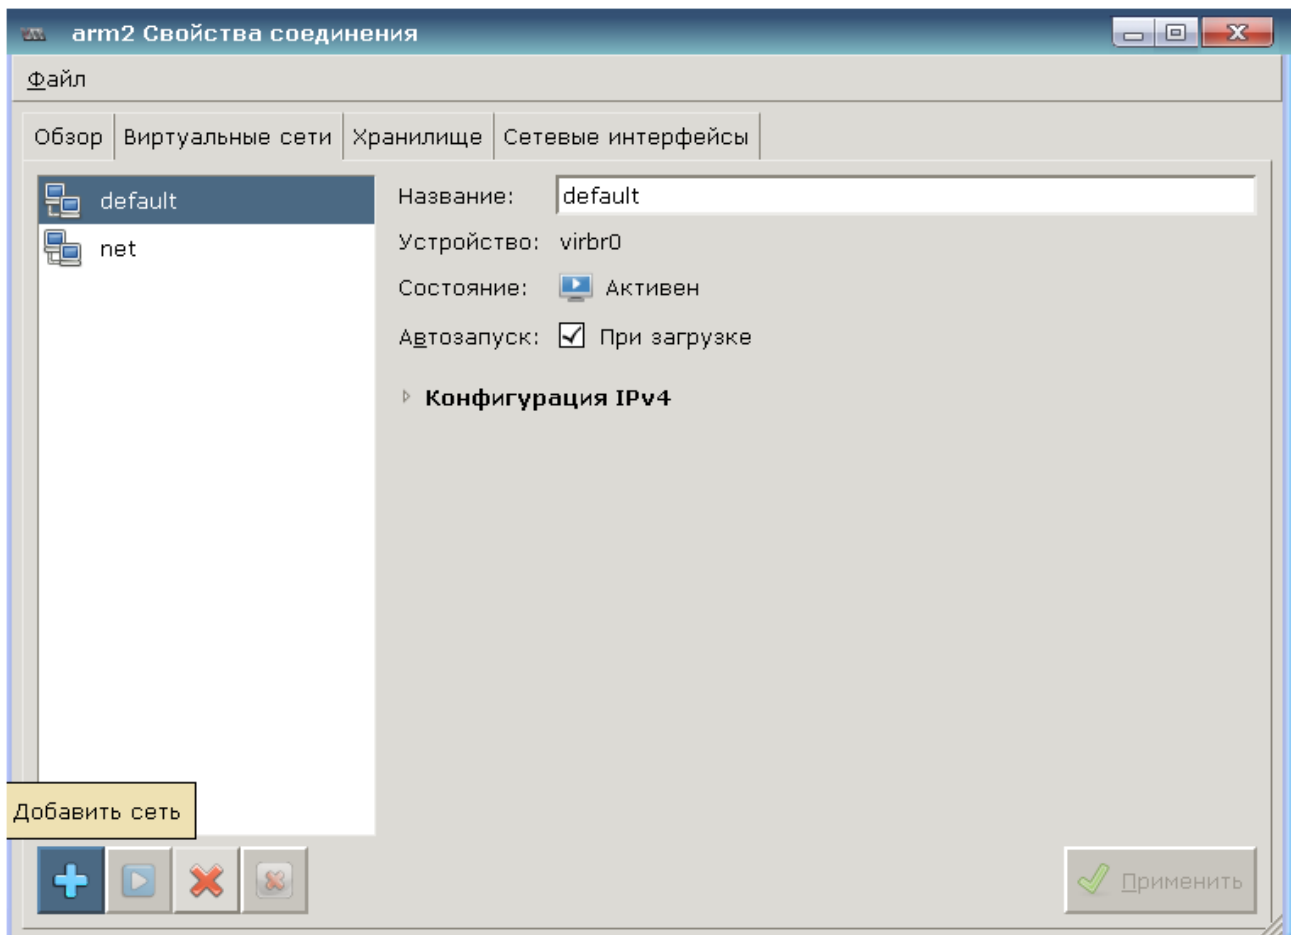 arm2 Свойства соединения
Файл
Обзор Виртуальные сети Хранилище Сетевые интерфейсы
default
net
Название: default
Устройство: virbr0
Состояние: Активен
Автозапуск: При загрузке
Конфигурация IPv4
Добавить сеть
Применить